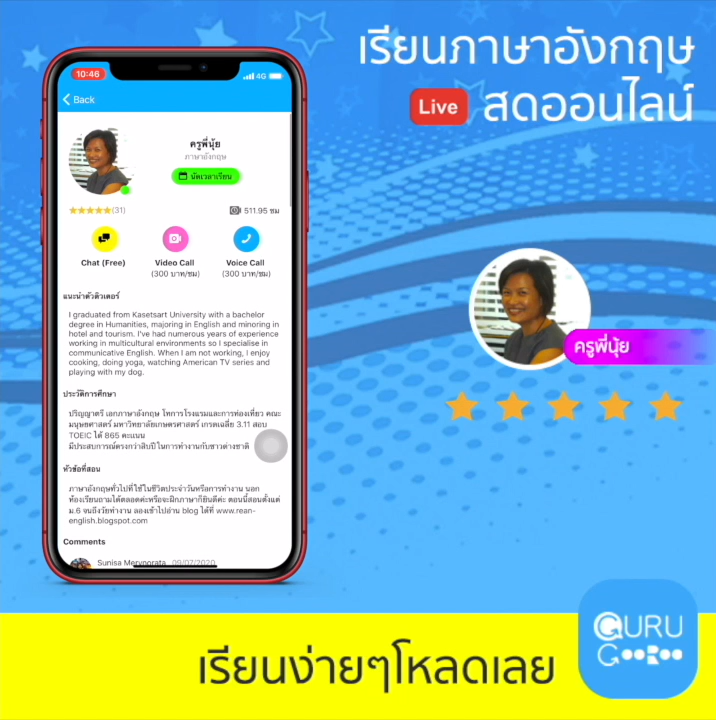 เรียนภาษาอังกฤษ
Live สดออนไลน์
10:46
4G
Back
ครูพี่นุ้ย
ภาษาอังกฤษ
นัดเวลาเรียน
(31)
511.95 ชม
Chat (Free)
Video Call
(300 บาท/ชม)
Voice Call
(300 บาท/ชม)
แนะนำตัวติวเตอร์
I graduated from Kasetsart University with a bachelor
degree in Humanities, majoring in English and minoring in
hotel and tourism. I've had numerous years of experience
working in multicultural environments so I specialise in
communicative English. When I am not working, I enjoy
cooking, doing yoga, watching American TV series and
playing with my dog.
ประวัติการศึกษา
ปริญญาตรี เอกภาษาอังกฤษ โทการโรงแรมและการท่องเที่ยว คณะ
มนุษยศาสตร์ มหาวิทยาลัยเกษตรศาสตร์ เกรดเฉลี่ย 3.11 สอบ
TOEIC ได้ 865 คะแนน
มีประสบการณ์ตรงกว่าสิบปีในการทำงานกับชาวต่างชาติ
หัวข้อที่สอน
ภาษาอังกฤษทั่วไปที่ใช้ในชีวิตประจำวันหรือการทำงาน นอก
ห้องเรียนถามได้ตลอดค่ะหรือจะฝึกภาษาก็ยินดีค่ะ ตอนนี้สอนตั้งแต่
ม.6 จนถึงวัยทำงาน ลองเข้าไปอ่าน blog ได้ที่ www.rean-
english.blogspot.com
Comments
Sunisa Mernoorata 09/07/2020
ครูพี่นุ้ย
เรียนง่ายๆโหลดเลย
GURU
GooRoo